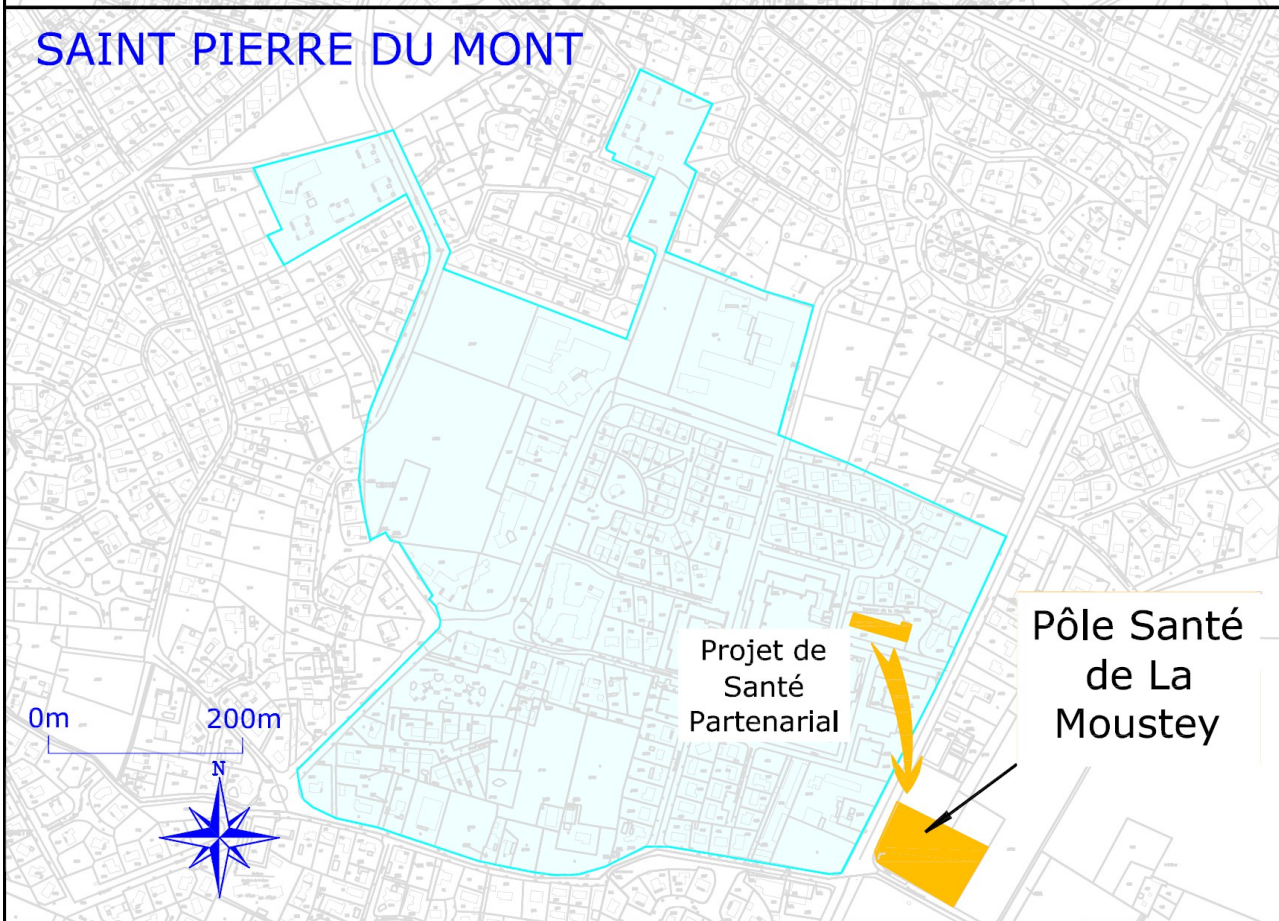 SAINT PIERRE DU MONT
Projet de
Santé
Partenarial
Pôle Santé
de La
Moustey
0m 200m
N